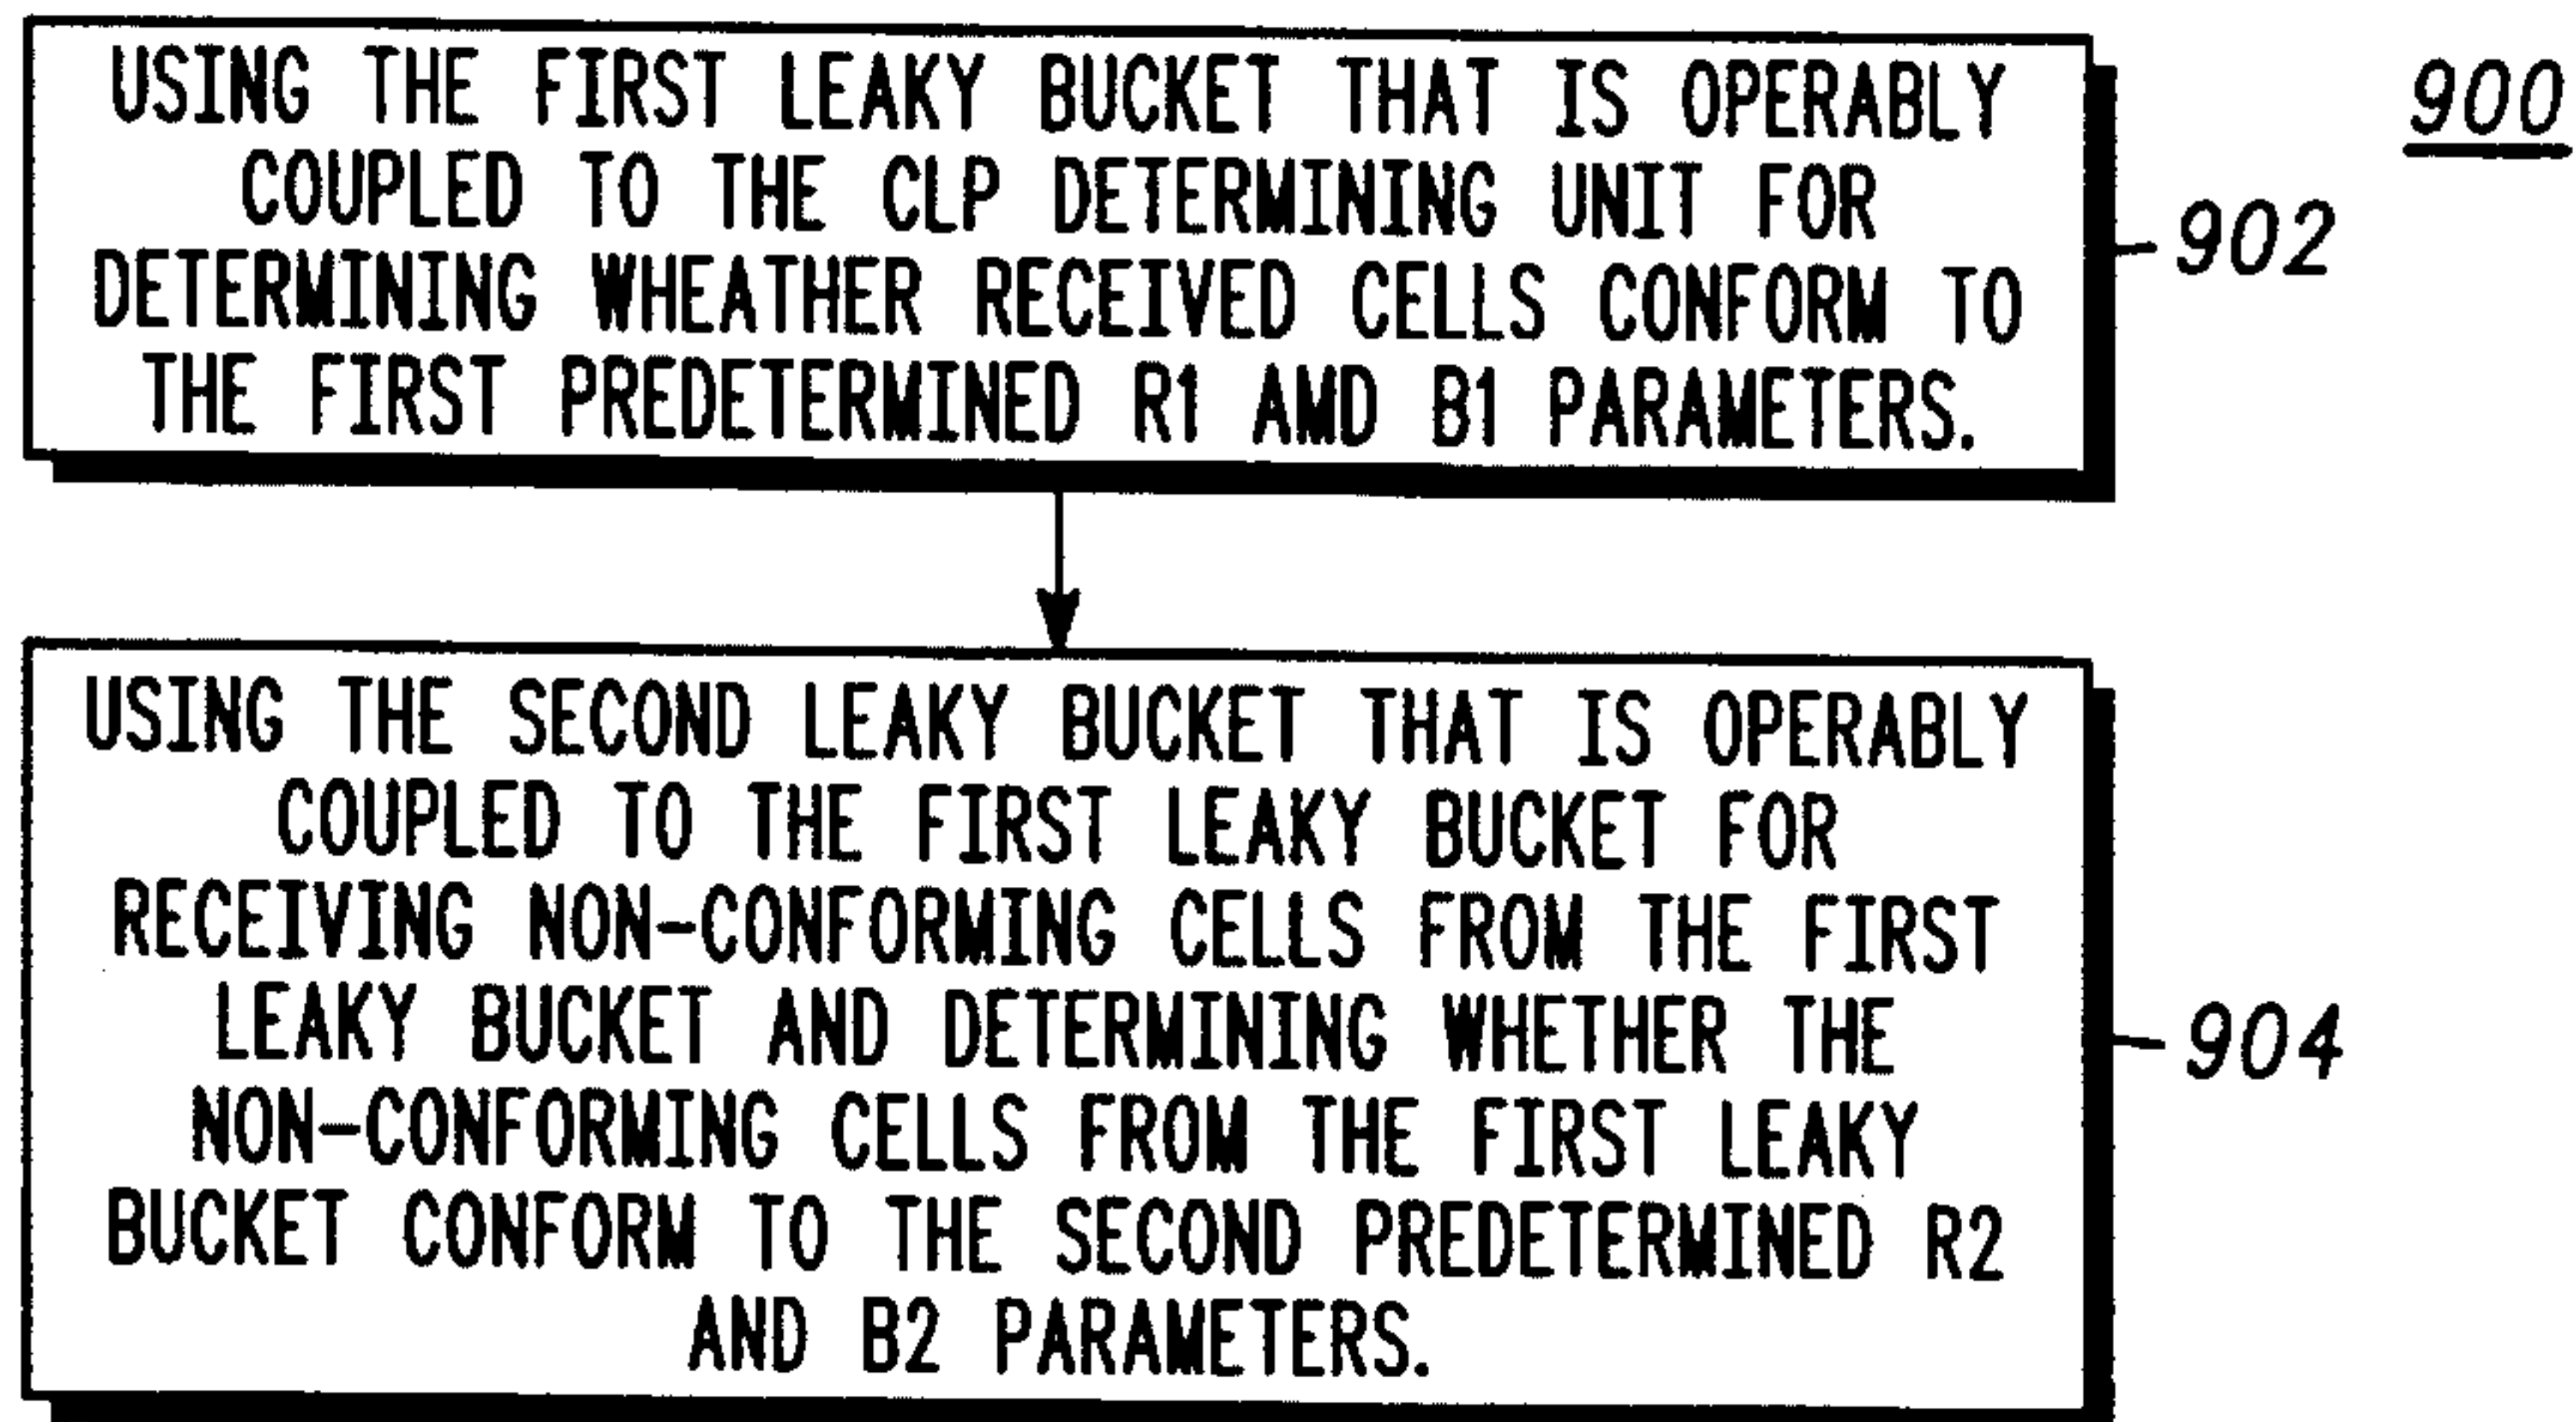 USING THE FIRST LEAKY BUCKET THAT IS OPERABLY
COUPLED TO THE CLP DETERMINING UNIT FOR
DETERMINING WHEATHER RECEIVED CELLS CONFORM TO
THE FIRST PREDETERMINED R1 AMD B1 PARAMETERS.
900
902
USING THE SECOND LEAKY BUCKET THAT IS OPERABLY
COUPLED TO THE FIRST LEAKY BUCKET FOR
RECEIVING NON-CONFORMING CELLS FROM THE FIRST
LEAKY BUCKET AND DETERMINING WHETHER THE
NON-CONFORMING CELLS FROM THE FIRST LEAKY
BUCKET CONFORM TO THE SECOND PREDETERMINED R2
AND B2 PARAMETERS.
904